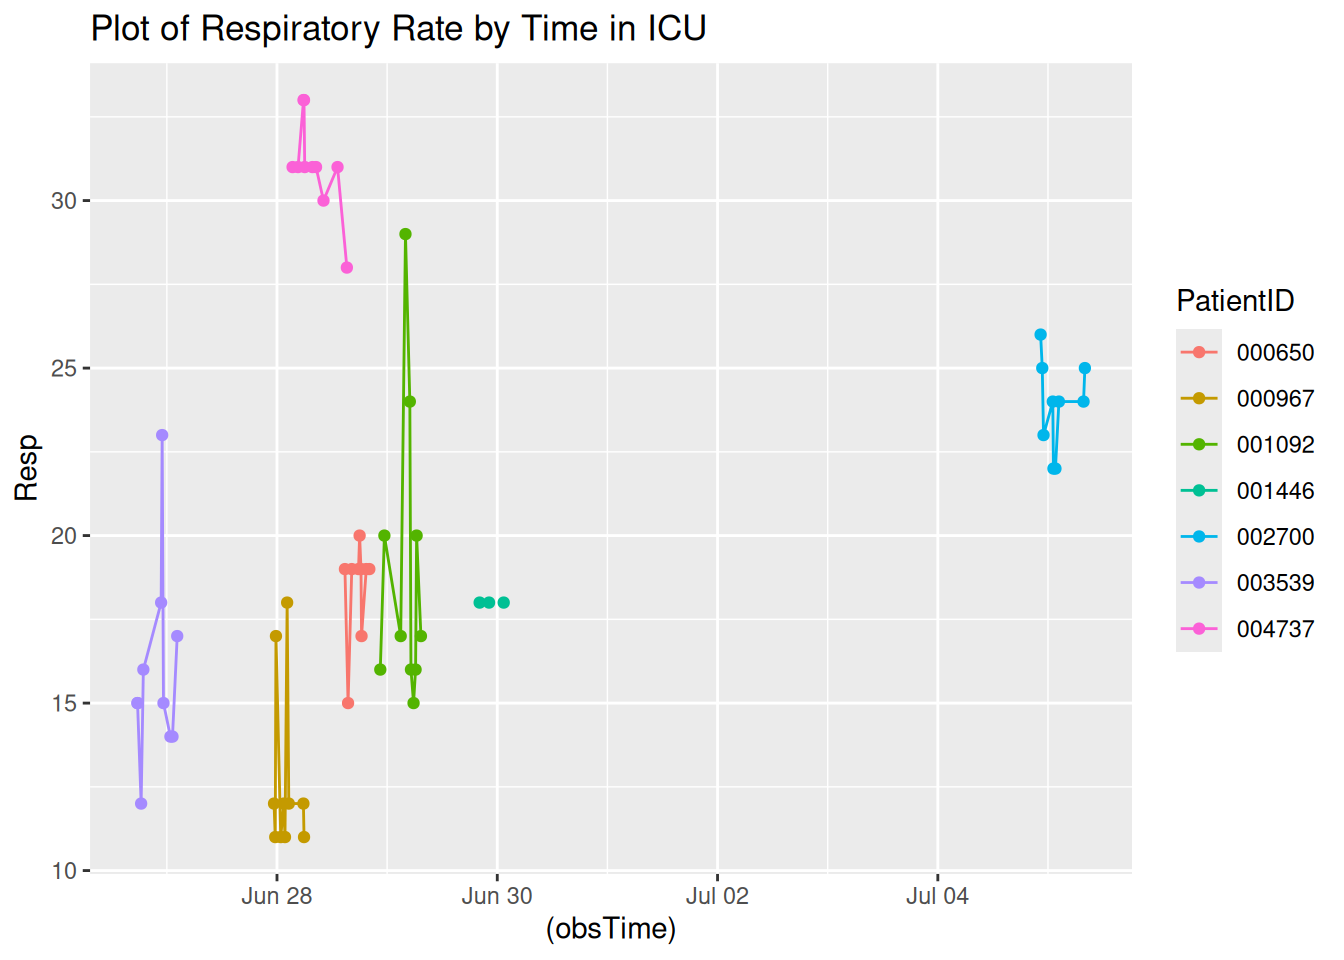 Plot of Respiratory Rate by Time in ICU
Resp
30
25
20
15
10
Jun 28
Jun 30
Jul 02
Jul 04
(obsTime)
PatientID
000650
000967
001092
001446
002700
003539
004737